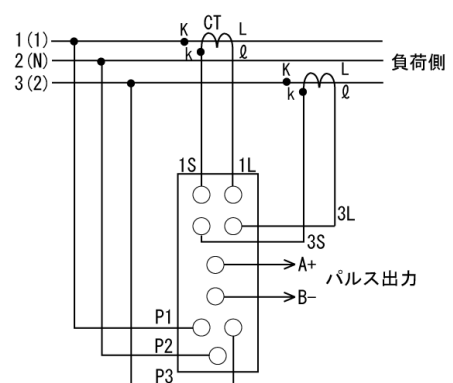 CT
1(1) K L
2(N) k ℓ
K L 負荷側
3(2) k ℓ
1S 1L
3L
3S
A+
パルス出力
B−
P1
P2
P3